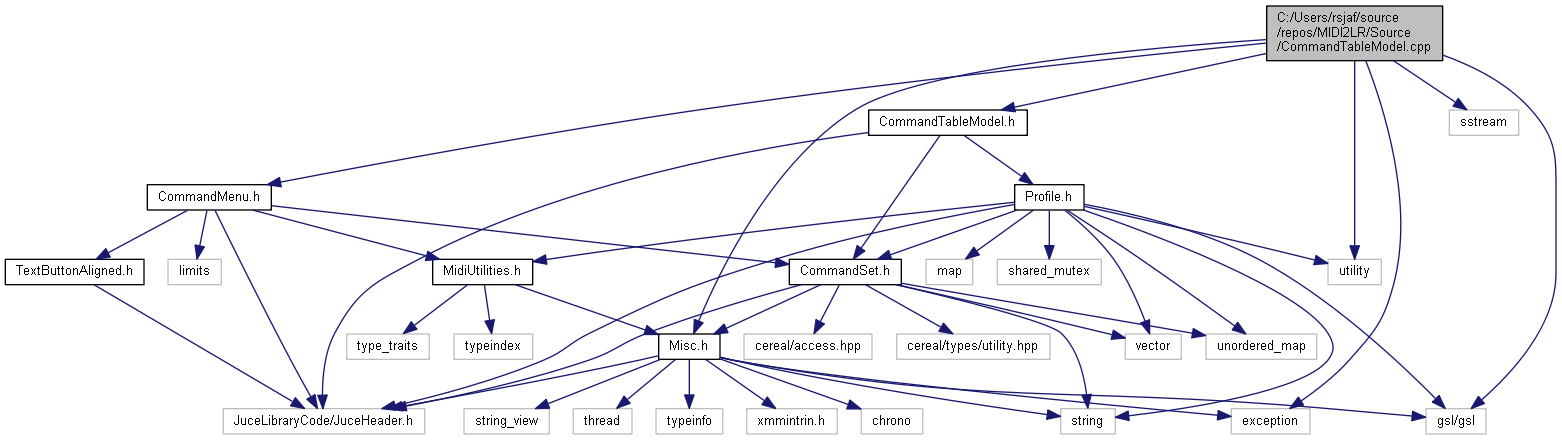 C:/Users/rsjaf/source
/repos/MIDI2LR/Source
/CommandTableModel.cpp
CommandTableModel.h
sstream
CommandMenu.h
Profile.h
TextButtonAligned.h
limits
MidiUtilities.h
CommandSet.h
map
shared_mutex
utility
type_traits
typeindex
Misc.h
cereal/access.hpp
cereal/types/utility.hpp
vector
unordered_map
JuceLibraryCode/JuceHeader.h
string_view
thread
typeinfo
xmmintrin.h
chrono
string
exception
gsl/gsl